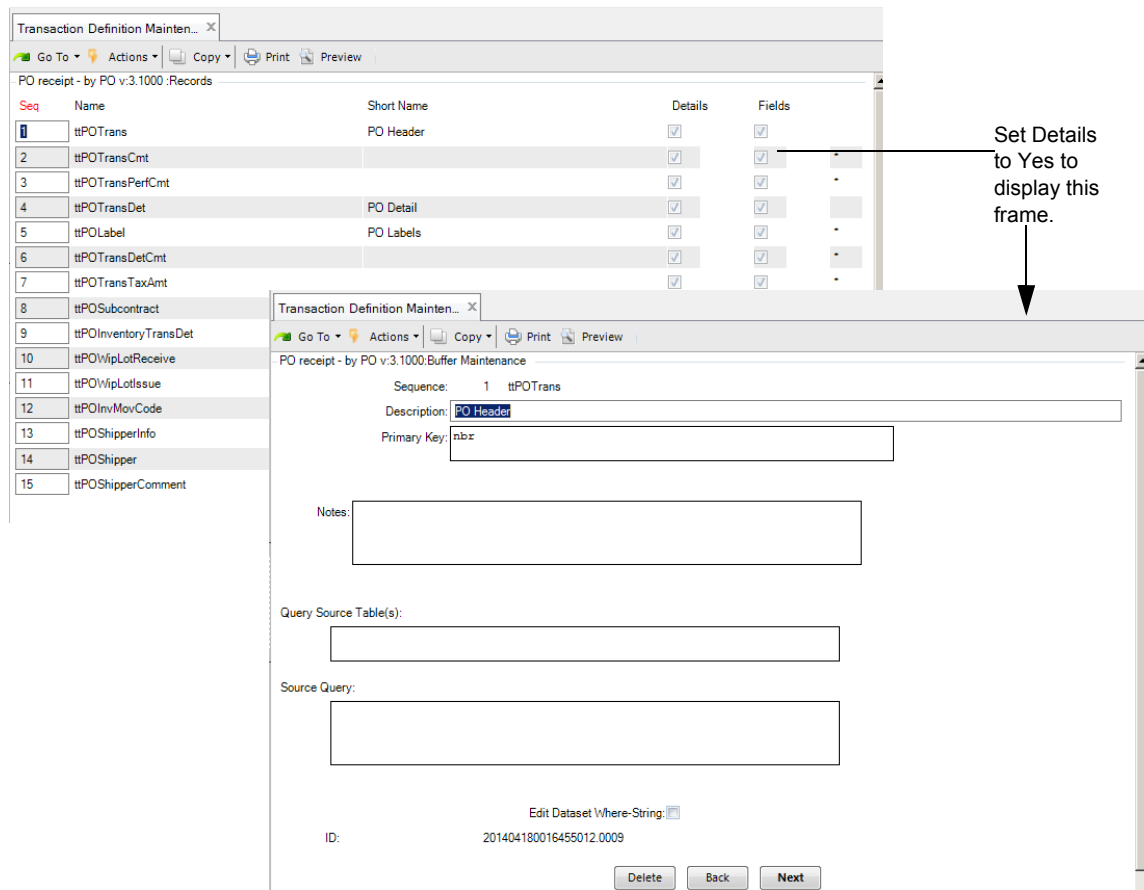 Transaction Definition Mainten... X
Go To Actions Copy Print Preview
PO receipt - by PO v:3.1000 :Records
Seq Name Short Name Details Fields
1 ttPOTrans PO Header
2 ttPOTransCmt *
3 ttPOTransPerfCmt *
4 ttPOTransDet PO Detail
5 ttPOLabel PO Labels *
6 ttPOTransDetCmt *
7 ttPOTransTaxAmt *
8 ttPOSubcontract
9 ttPOInventoryTransDet
10 ttPOWipLotReceive
11 ttPOWipLotIssue
12 ttPOInvMovCode
13 ttPOShipperInfo
14 ttPOShipper
15 ttPOShipperComment
Set Details
to Yes to
display this
frame.
Transaction Definition Mainten... X
Go To Actions Copy Print Preview
PO receipt - by PO v:3.1000:Buffer Maintenance
Sequence: 1 ttPOTrans
Description: PO Header
Primary Key: nbr
Notes:
Query Source Table(s):
Source Query:
Edit Dataset Where-String:
ID: 201404180016455012.0009
Delete Back Next